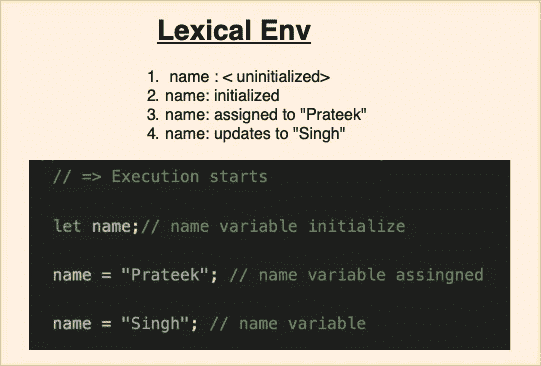 Lexical Env
1. name : < uninitialized>
2. name: initialized
3. name: assigned to "Prateek"
4. name: updates to "Singh"
// => Execution starts
let name;// name variable initialize
name = "Prateek"; // name variable assingned
name = "Singh"; // name variable